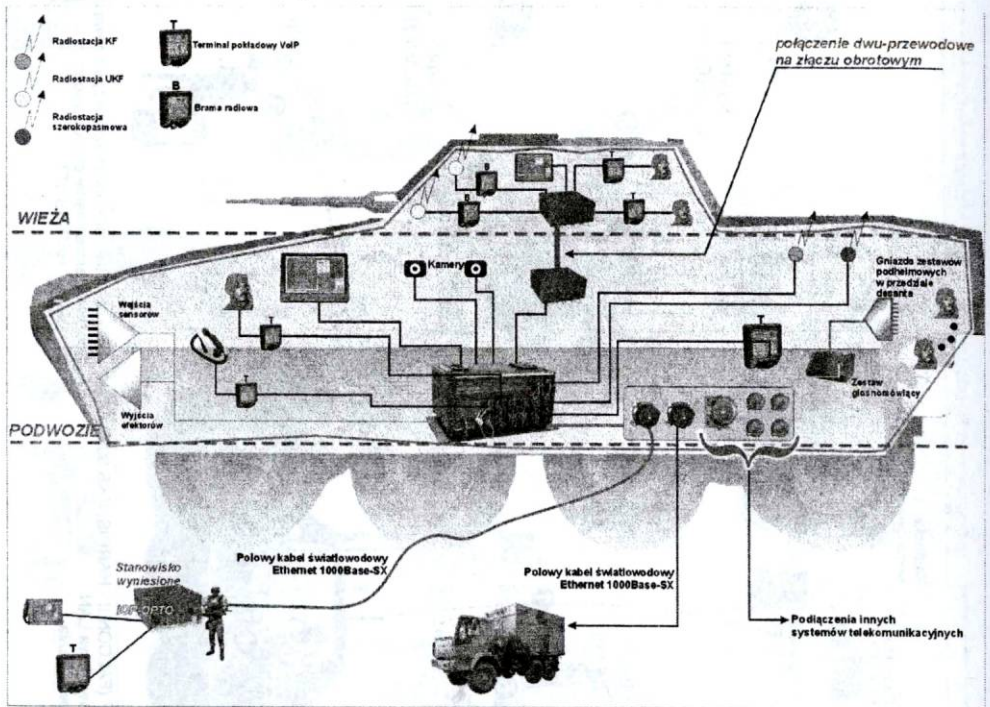 Radiostacja KF
Radiostacja UKF
Radiostacja
szerokopasmowa
T
Terminal pokładowy VoIP
B
Brama radiowa
połączenie dwu-przewodowe
na złączu obrotowym
B
T
B
T
WIEŻA
Kamery
Gniazda zestawów
podhełmowych
w przedziale
desantu
Wejścia
sensorów
T
T
Wyjścia
efektorów
T
Zestaw
głośnomówiący
PODWOZIE
Polowy kabel światłowodowy
Ethernet 1000Base-SX
Polowy kabel światłowodowy
Ethernet 1000Base-SX
Stanowisko
wyniesione
OPTO
T
Podłączenia innych
systemów telekomunikacyjnych